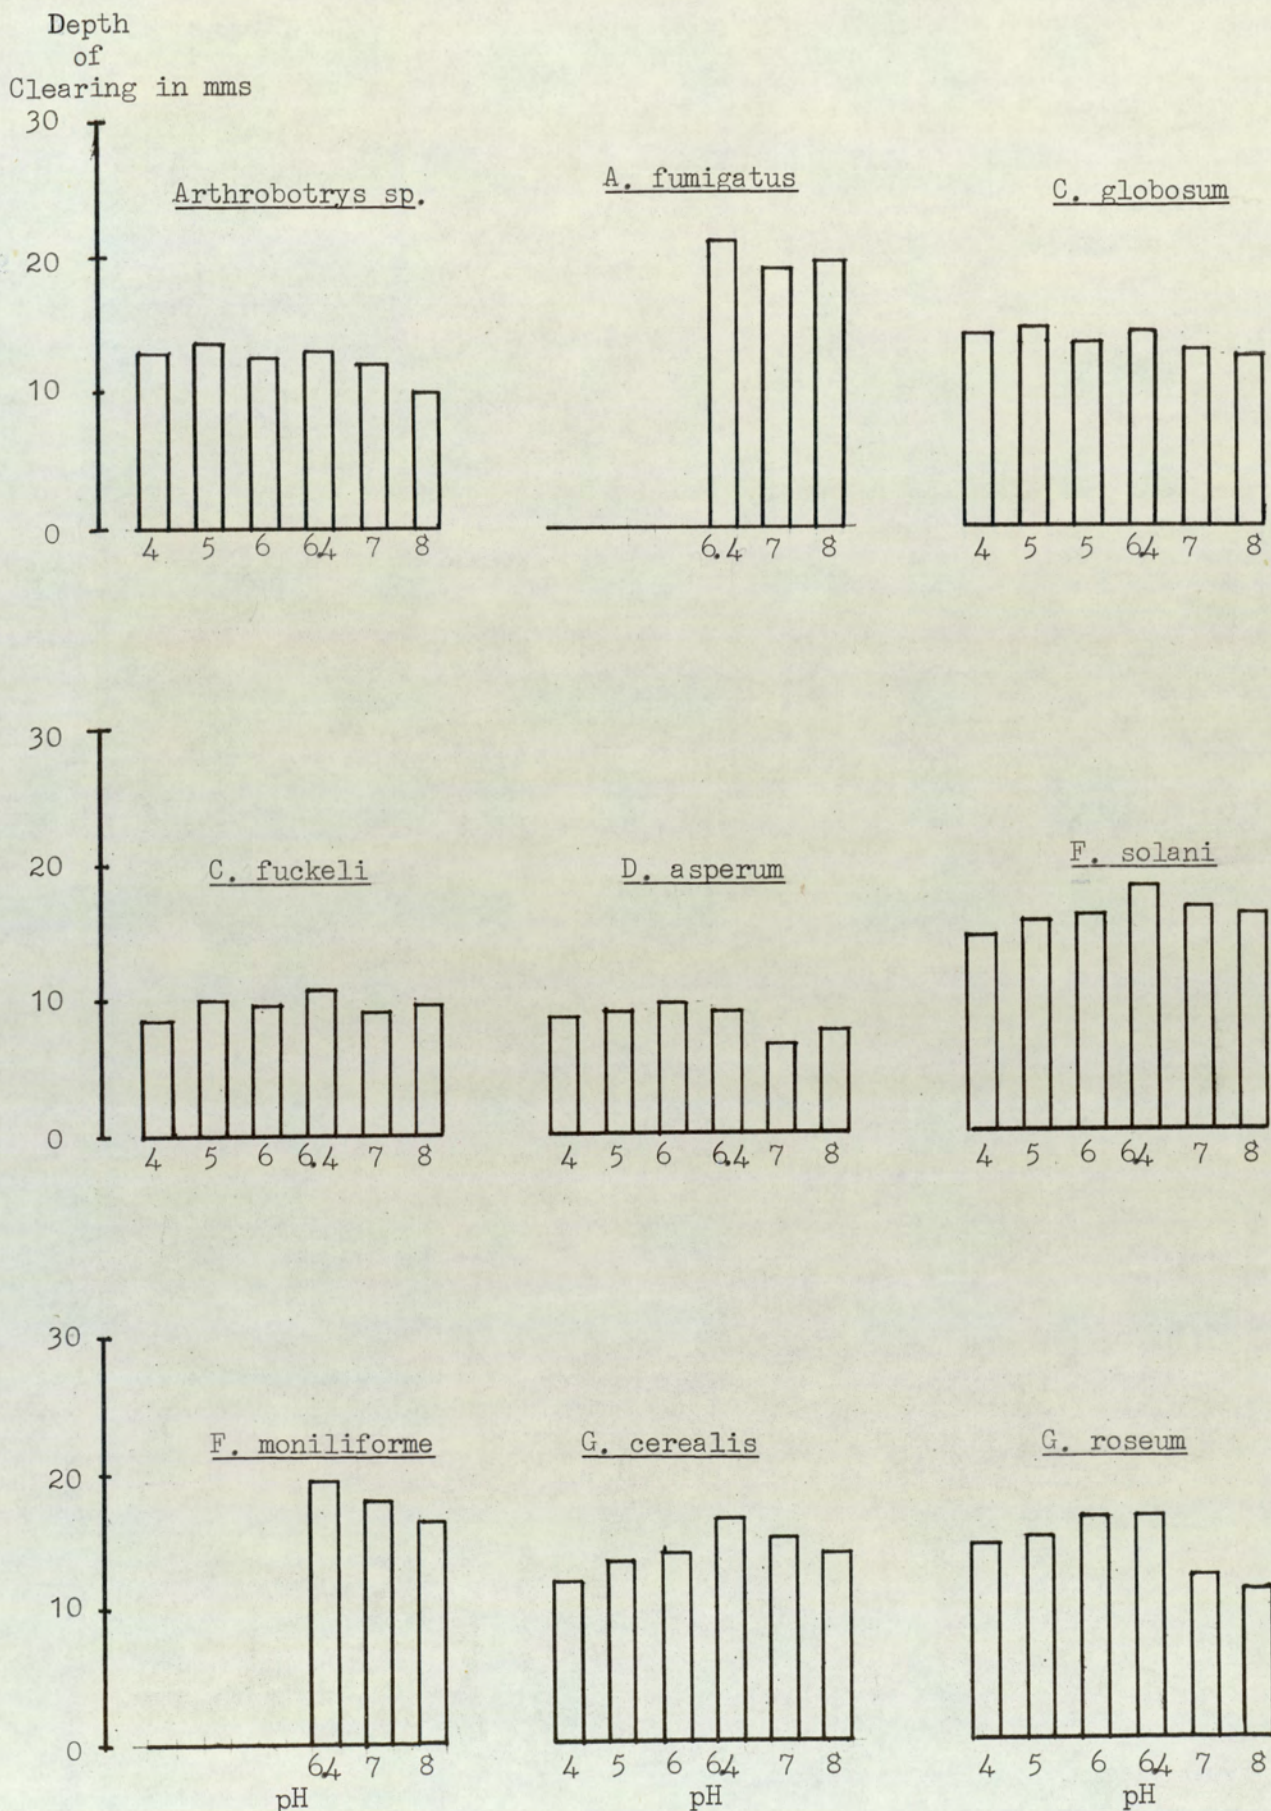 Depth
of
Clearing in mms
30
20
10
0
Arthrobotrys sp.
4 5 6 6.4 7 8
A. fumigatus
6.4 7 8
C. globosum
4 5 5 6.4 7 8
30
20
10
0
C. fuckeli
4 5 6 6.4 7 8
D. asperum
4 5 6 6.4 7 8
F. solani
4 5 6 6.4 7 8
30
20
10
0
F. moniliforme
6.4 7 8
pH
G. cerealis
4 5 6 6.4 7 8
pH
G. roseum
4 5 6 6.4 7 8
pH